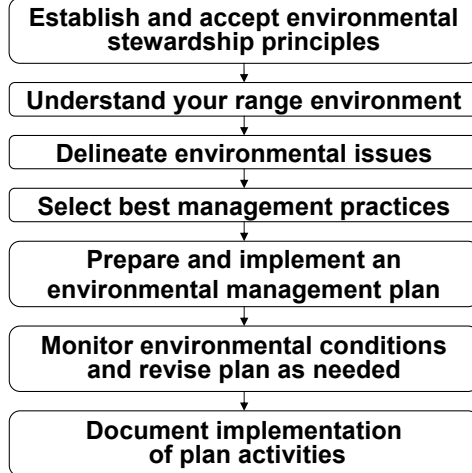 Establish and accept environmental
stewardship principles
Understand your range environment
Delineate environmental issues
Select best management practices
Prepare and implement an
environmental management plan
Monitor environmental conditions
and revise plan as needed
Document implementation
of plan activities